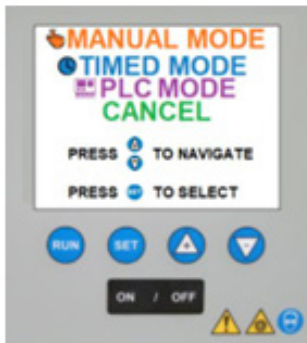 MANUAL MODE
TIMED MODE
PLC MODE
CANCEL
PRESS TO NAVIGATE
PRESS SET TO SELECT
RUN SET + -
ON / OFF